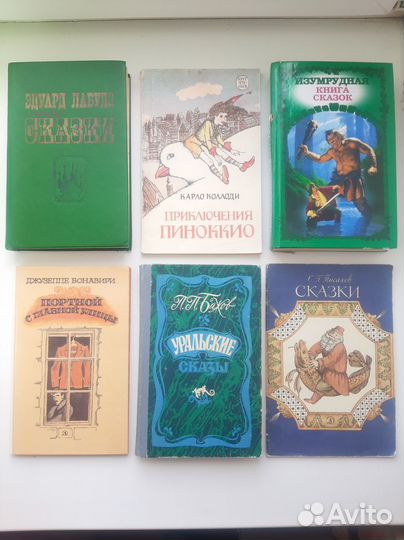 ЭДУАРД ЛАБУЛЭ
СКАЗКИ
КАРЛО КОЛЛОДИ
ПРИКЛЮЧЕНИЯ
ПИНОККИО
ИЗУМРУДНАЯ
КНИГА
СКАЗОК
ДЖУЗЕППЕ БОНАВИРИ
ПОРТНОЙ
С ГЛАВНОЙ УЛИЦЫ
П.П. Бажов
УРАЛЬСКИЕ
СКАЗЫ
С. Г. Писахов
СКАЗКИ
Avito